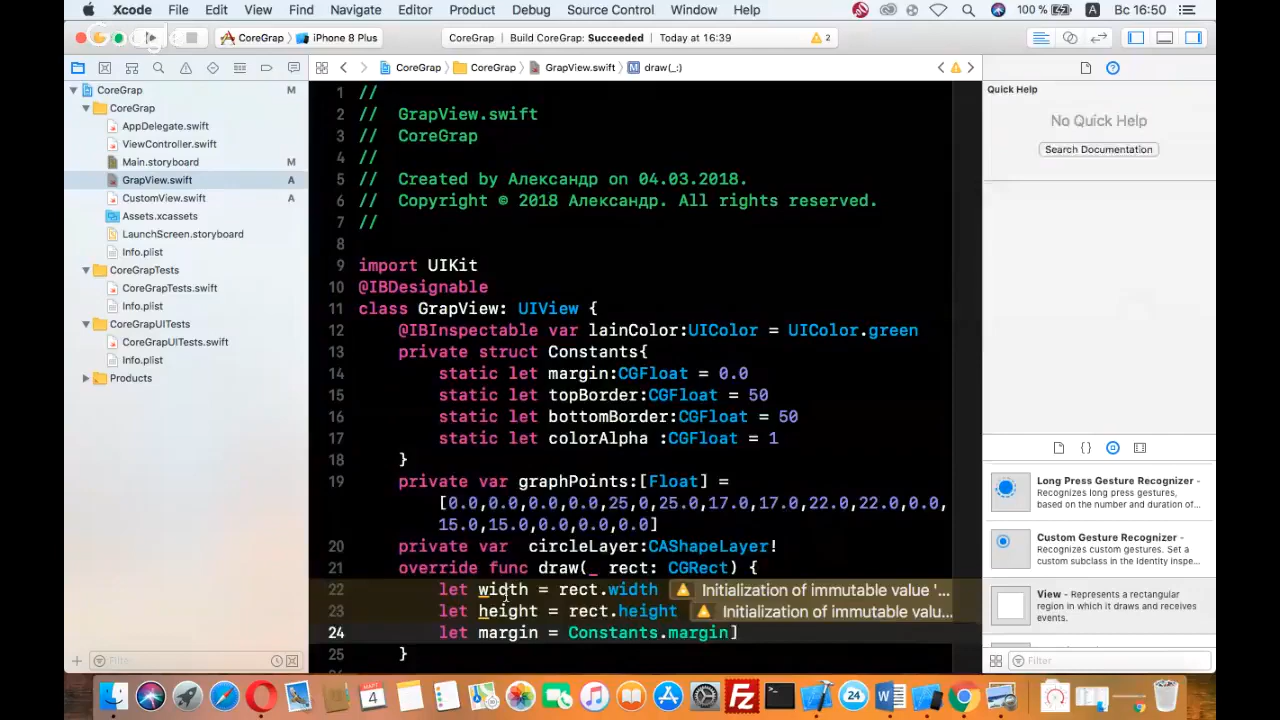 Xcode File Edit View Find Navigate Editor Product Debug Source Control Window Help 100 % A Вс 16:50
CoreGrap iPhone 8 Plus CoreGrap Build CoreGrap: Succeeded Today at 16:39 2
CoreGrap CoreGrap GrapView.swift M draw(_:)
CoreGrap M
CoreGrap
AppDelegate.swift
ViewController.swift
Main.storyboard M
GrapView.swift A
CustomView.swift A
Assets.xcassets
LaunchScreen.storyboard
Info.plist
CoreGrapTests
CoreGrapTests.swift
Info.plist
CoreGrapUITests
CoreGrapUITests.swift
Info.plist
Products
Filter
1 //
2 // GrapView.swift
3 // CoreGrap
4 //
5 // Created by Александр on 04.03.2018.
6 // Copyright © 2018 Александр. All rights reserved.
7 //
8
9 import UIKit
10 @IBDesignable
11 class GrapView: UIView {
12 @IBInspectable var lainColor:UIColor = UIColor.green
13 private struct Constants{
14 static let margin:CGFloat = 0.0
15 static let topBorder:CGFloat = 50
16 static let bottomBorder:CGFloat = 50
17 static let colorAlpha :CGFloat = 1
18 }
19 private var graphPoints:[Float] =
[0.0,0.0,0.0,0.0,25,0,25.0,17.0,17.0,22.0,22.0,0.0,
15.0,15.0,0.0,0.0,0.0]
20 private var circleLayer:CAShapeLayer!
21 override func draw(_ rect: CGRect) {
22 let width = rect.width Initialization of immutable value '...
23 let height = rect.height Initialization of immutable valu...
24 let margin = Constants.margin]
25 }
Quick Help
No Quick Help
Search Documentation
Long Press Gesture Recognizer -
Recognizes long press gestures,
based on the number and duration of...
Custom Gesture Recognizer -
Recognizes custom gestures. Set a
custom subclass in the Identity inspe...
View - Represents a rectangular
region in which it draws and receives
events.
Filter
МАРТ
4
24
W
FZ